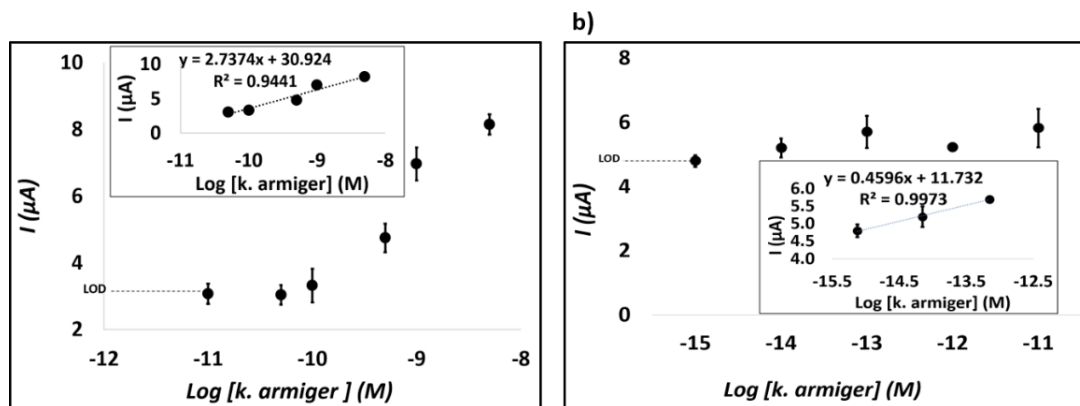 b)
10
8
6
4
2
I (µA)
LOD
-12 -11 -10 -9 -8
Log [k. armiger ] (M)
y = 2.7374x + 30.924
R² = 0.9441
10
5
0
I (µA)
-11 -10 -9 -8
Log [k. armiger] (M)
8
6
4
2
0
I (µA)
LOD
-15 -14 -13 -12 -11
Log [k. armiger] (M)
y = 0.4596x + 11.732
R² = 0.9973
6.0
5.5
5.0
4.5
4.0
I (µA)
-15.5 -14.5 -13.5 -12.5
Log [k. armiger] (M)